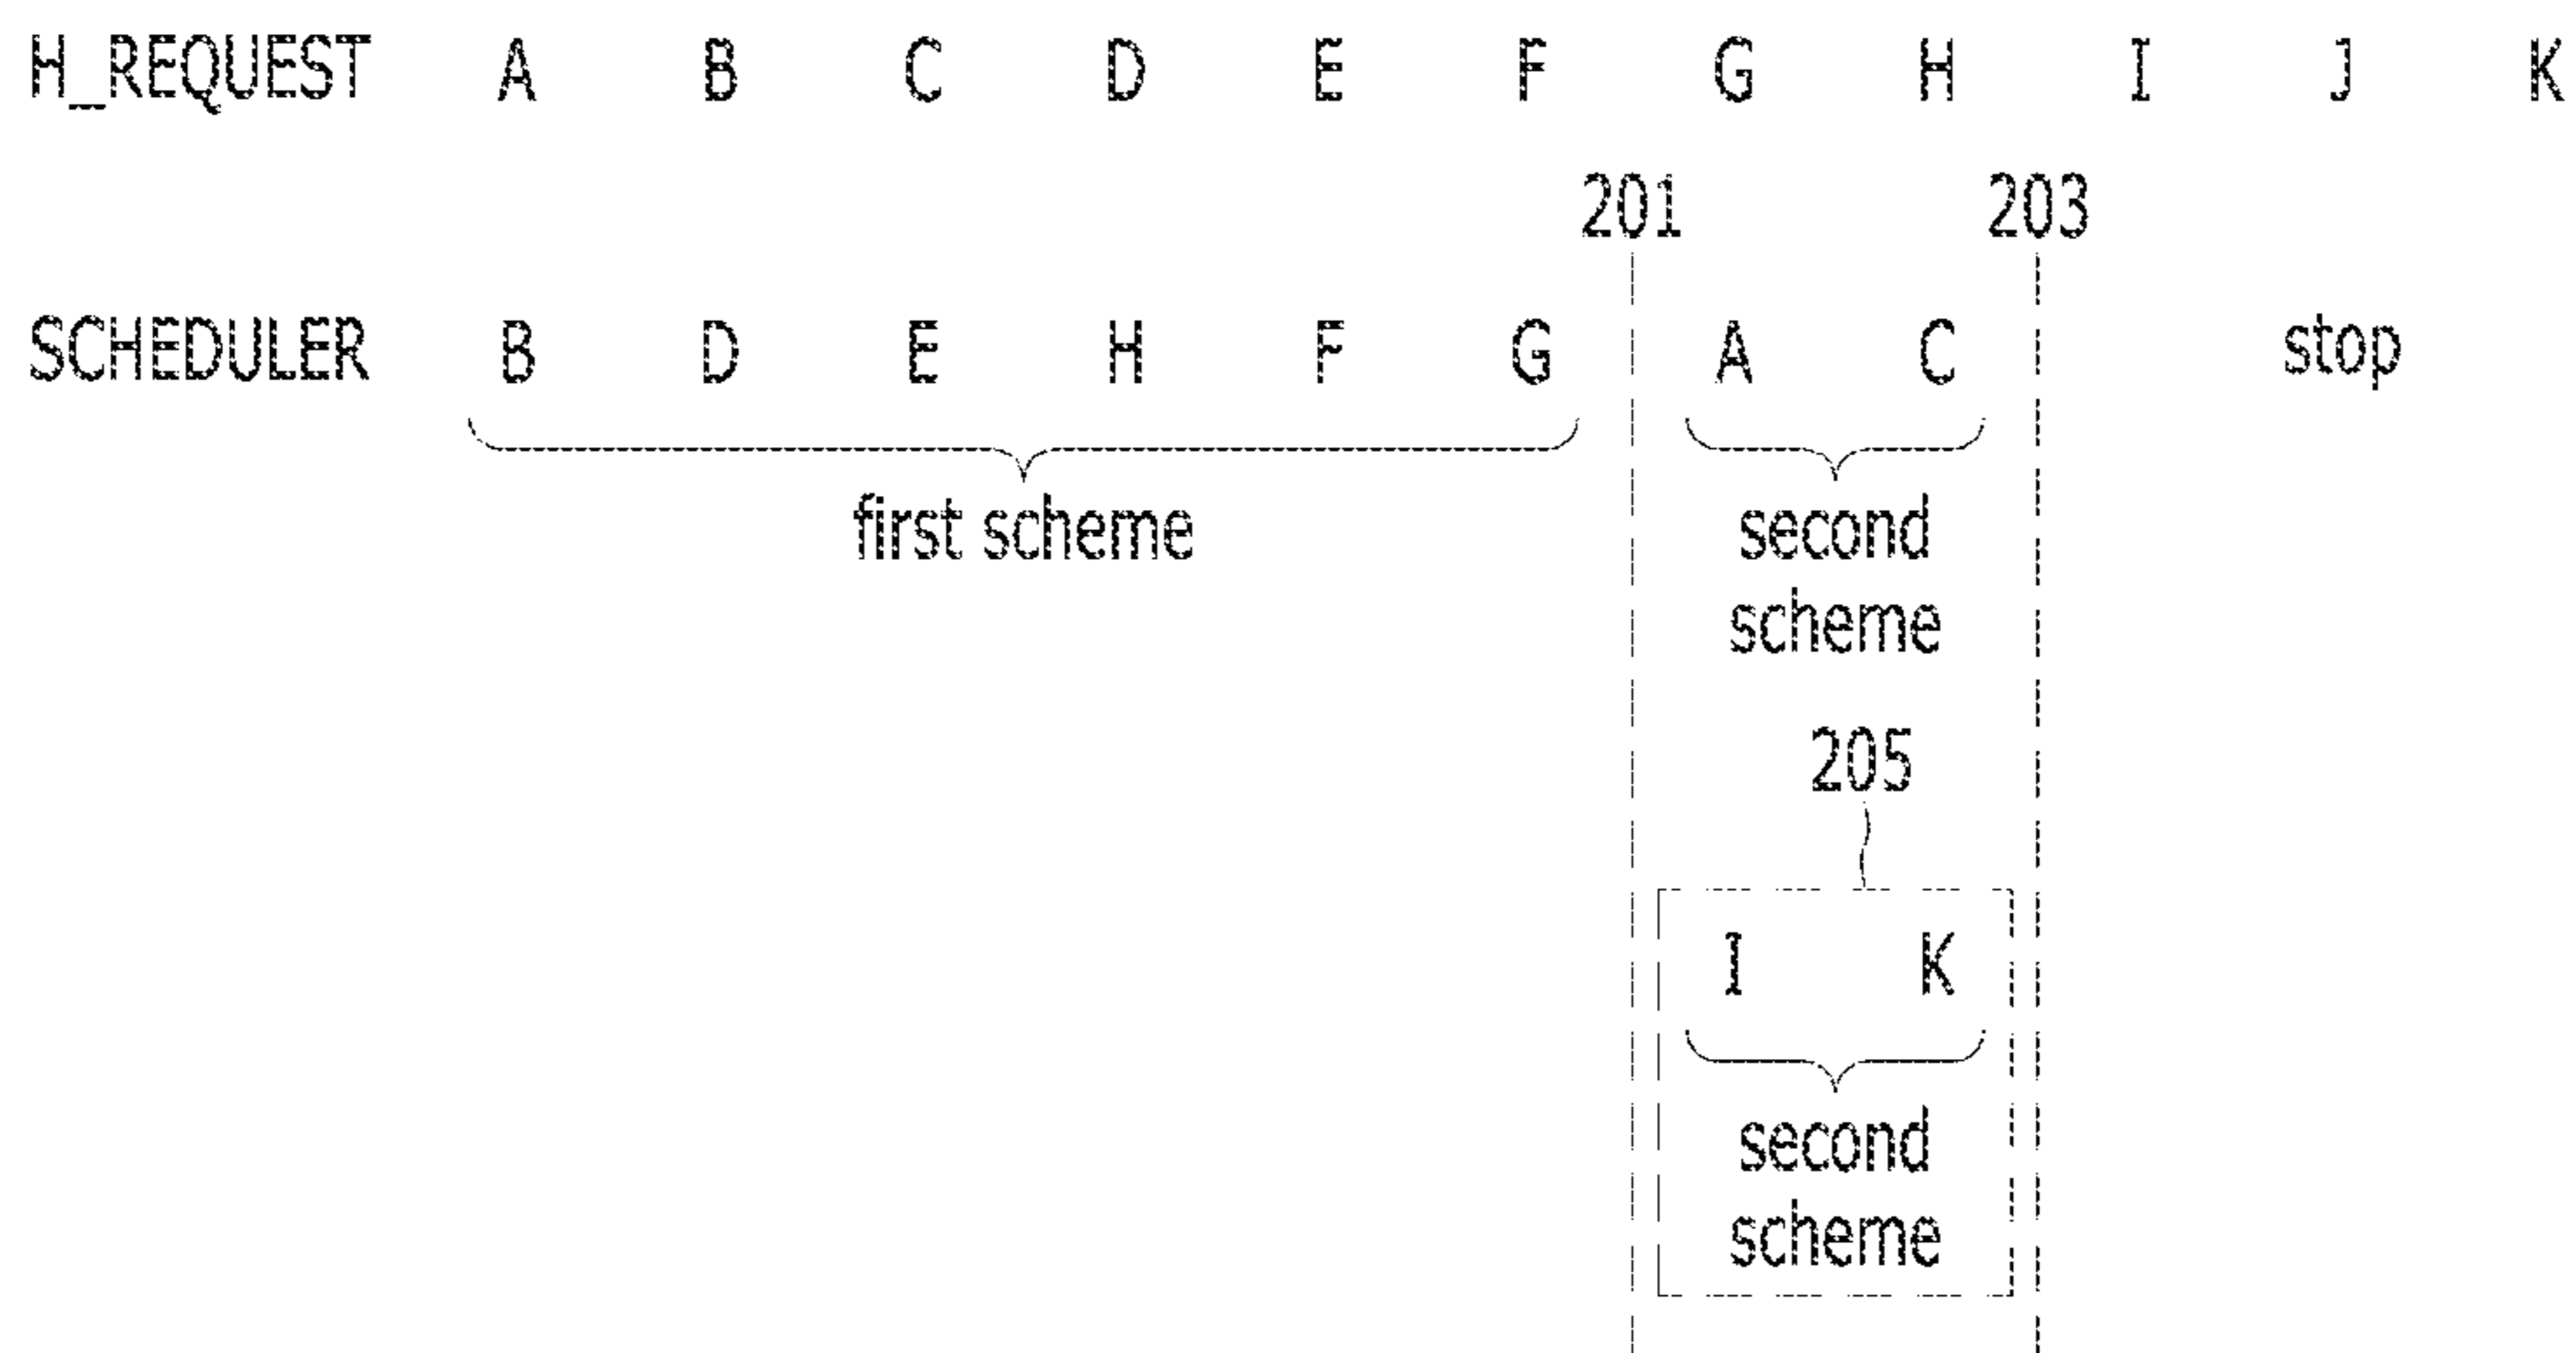 H_REQUEST A B C D E F G H I J K
201 203
SCHEDULER B D E H F G A C stop
first scheme second
scheme
205
I K
second
scheme